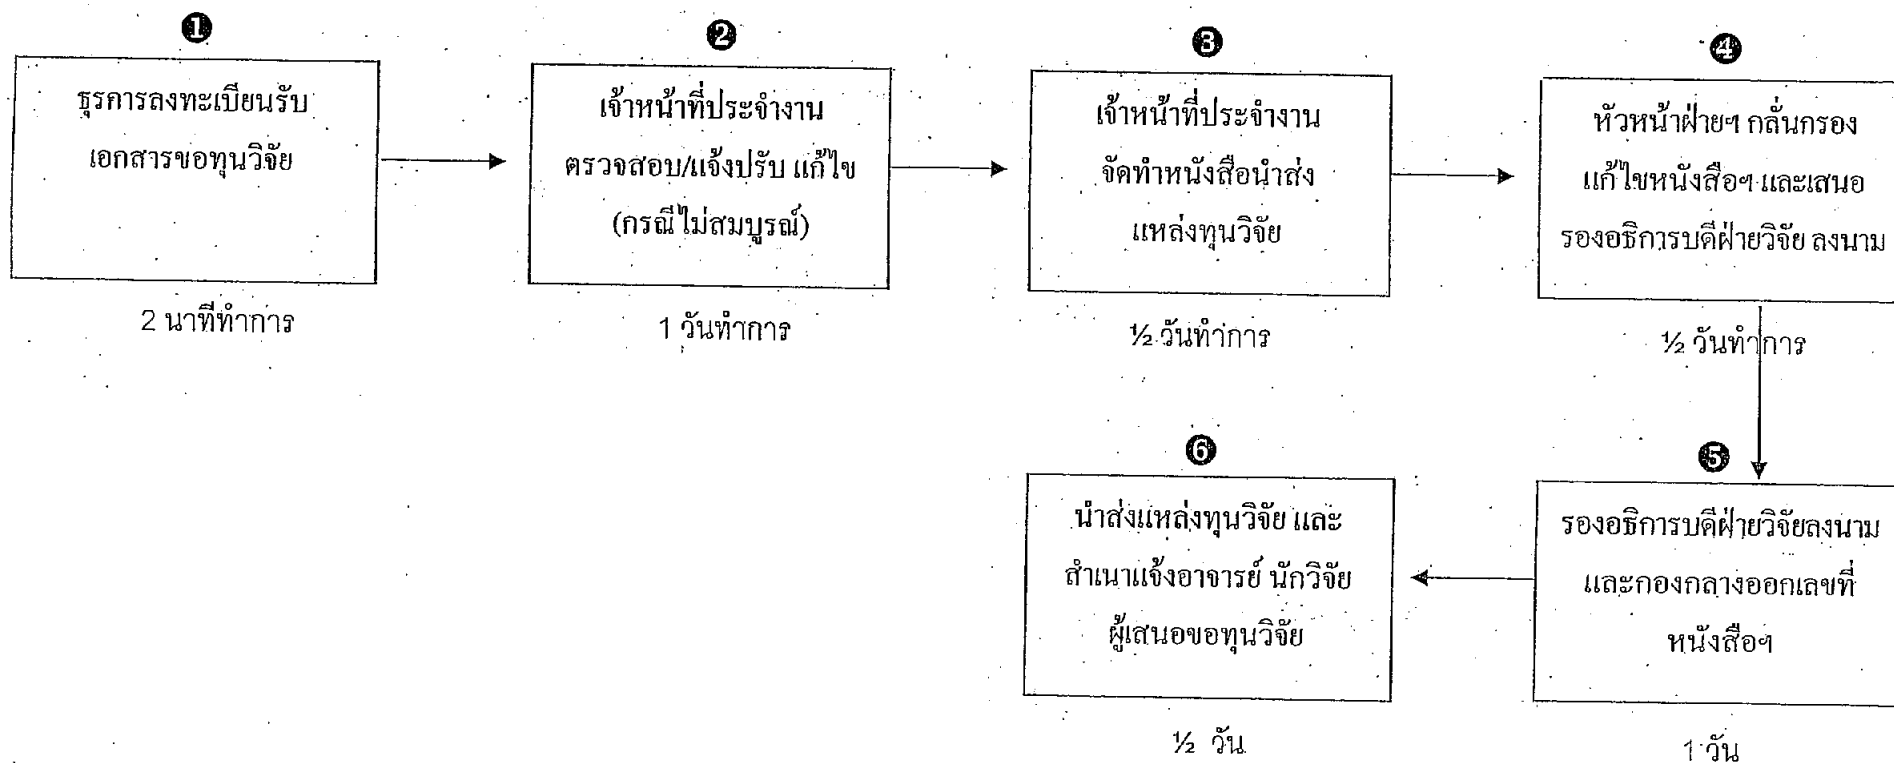 ❶
ธุรการลงทะเบียนรับ
เอกสารขอทุนวิจัย
2 นาทีทำการ
❷
เจ้าหน้าที่ประจำงาน
ตรวจสอบ/แจ้งปรับ แก้ไข
(กรณีไม่สมบูรณ์)
1 วันทำการ
❸
เจ้าหน้าที่ประจำงาน
จัดทำหนังสือนำส่ง
แหล่งทุนวิจัย
½ วันทำการ
❹
หัวหน้าฝ่ายฯ กลั่นกรอง
แก้ไขหนังสือฯ และเสนอ
รองอธิการบดีฝ่ายวิจัย ลงนาม
½ วันทำการ
❺
รองอธิการบดีฝ่ายวิจัยลงนาม
และกองกลางออกเลขที่
หนังสือฯ
1 วัน
❻
นำส่งแหล่งทุนวิจัย และ
สำเนาแจ้งอาจารย์ นักวิจัย
ผู้เสนอขอทุนวิจัย
½ วัน